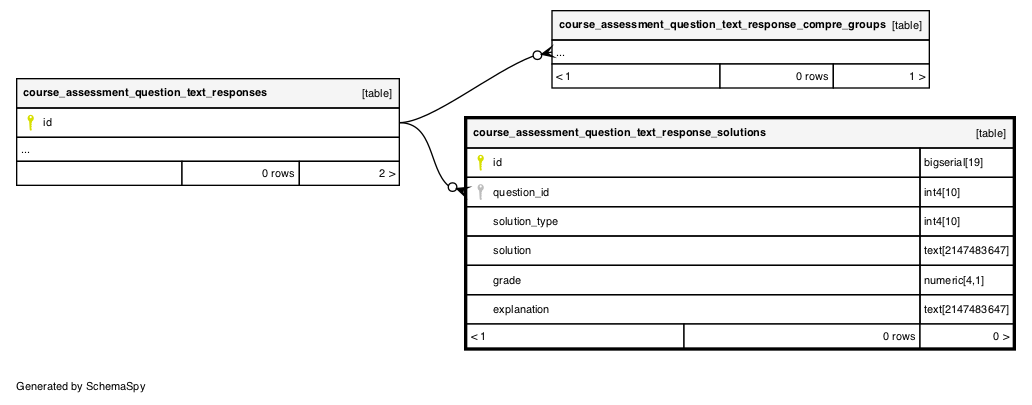 course_assessment_question_text_response_compre_groups [table]
...
< 1 0 rows 1 >
course_assessment_question_text_responses [table]
id
...
0 rows 2 >
course_assessment_question_text_response_solutions [table]
id bigserial[19]
question_id int4[10]
solution_type int4[10]
solution text[2147483647]
grade numeric[4,1]
explanation text[2147483647]
< 1 0 rows 0 >
Generated by SchemaSpy